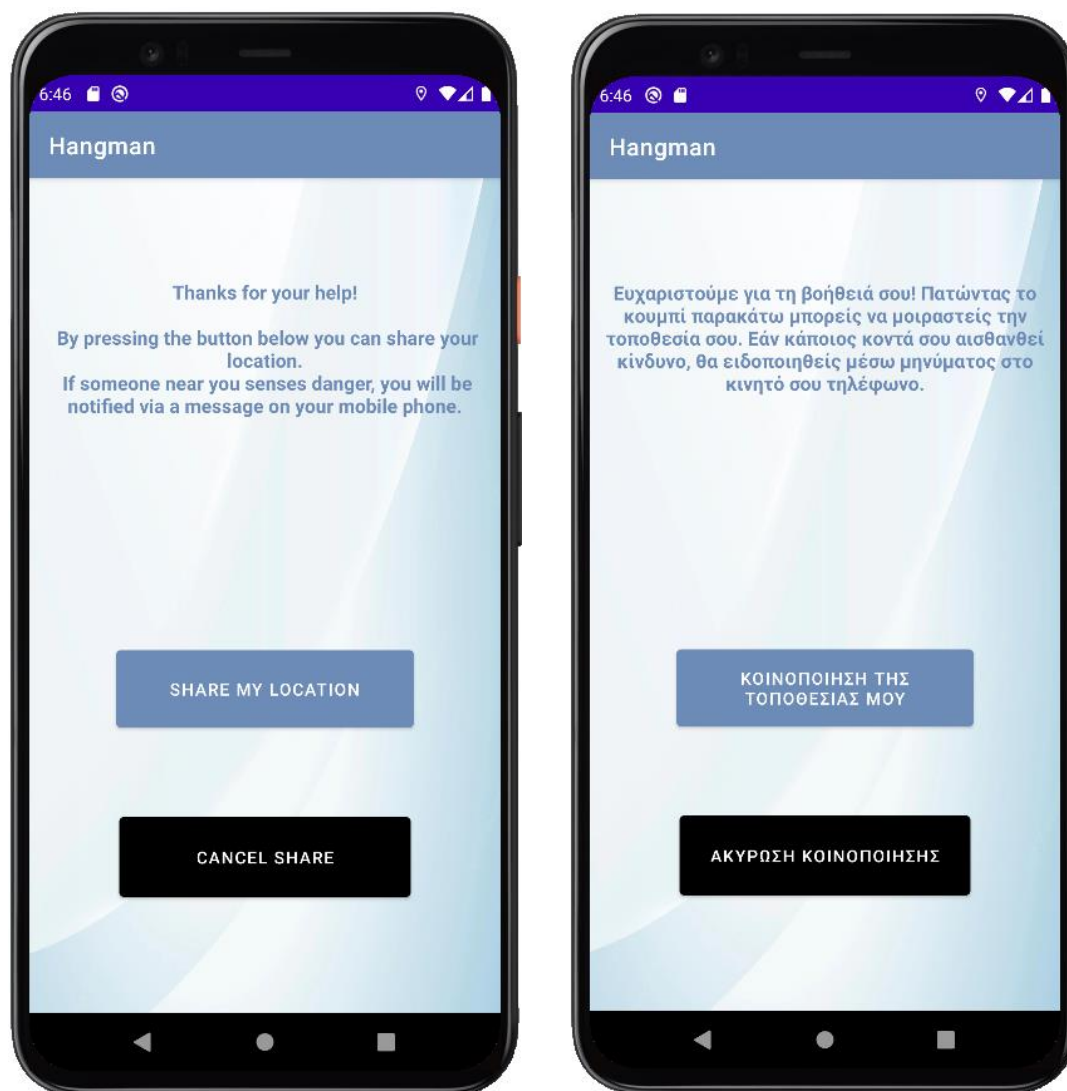 6:46
Hangman
Thanks for your help!
By pressing the button below you can share your
location.
If someone near you senses danger, you will be
notified via a message on your mobile phone.
SHARE MY LOCATION
CANCEL SHARE
6:46
Hangman
Ευχαριστούμε για τη βοήθειά σου! Πατώντας το
κουμπί παρακάτω μπορείς να μοιραστείς την
τοποθεσία σου. Εάν κάποιος κοντά σου αισθανθεί
κίνδυνο, θα ειδοποιηθείς μέσω μηνύματος στο
κινητό σου τηλέφωνο.
ΚΟΙΝΟΠΟΙΗΣΗ ΤΗΣ
ΤΟΠΟΘΕΣΙΑΣ ΜΟΥ
ΑΚΥΡΩΣΗ ΚΟΙΝΟΠΟΙΗΣΗΣ